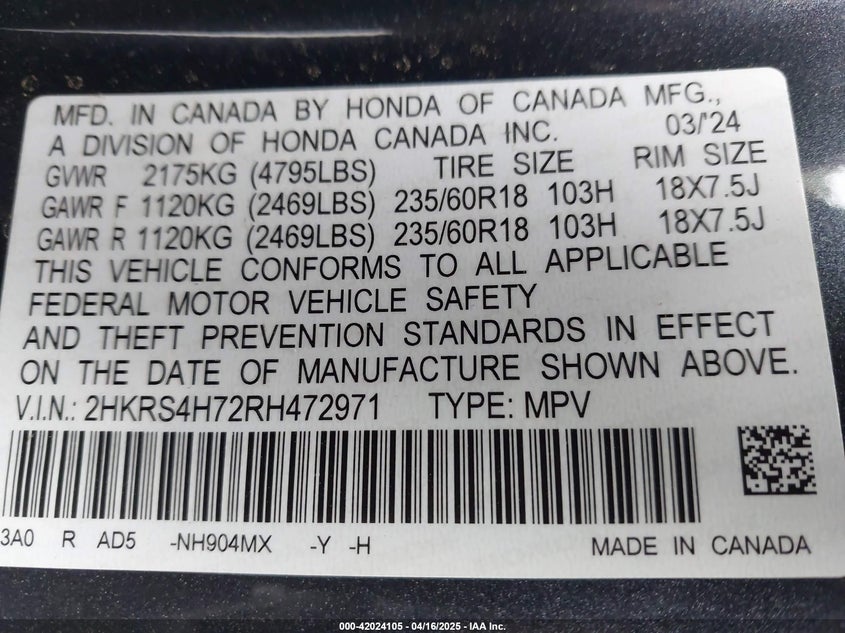 MFD. IN CANADA BY HONDA OF CANADA MFG.,
A DIVISION OF HONDA CANADA INC. 03/'24
GVWR 2175KG (4795LBS) TIRE SIZE RIM SIZE
GAWR F 1120KG (2469LBS) 235/60R18 103H 18X7.5J
GAWR R 1120KG (2469LBS) 235/60R18 103H 18X7.5J
THIS VEHICLE CONFORMS TO ALL APPLICABLE
FEDERAL MOTOR VEHICLE SAFETY
AND THEFT PREVENTION STANDARDS IN EFFECT
ON THE DATE OF MANUFACTURE SHOWN ABOVE.
V.I.N.: 2HKRS4H72RH472971 TYPE: MPV
3A0 R AD5 -NH904MX -Y -H MADE IN CANADA
000-42024105 - 04/16/2025 - IAA Inc.